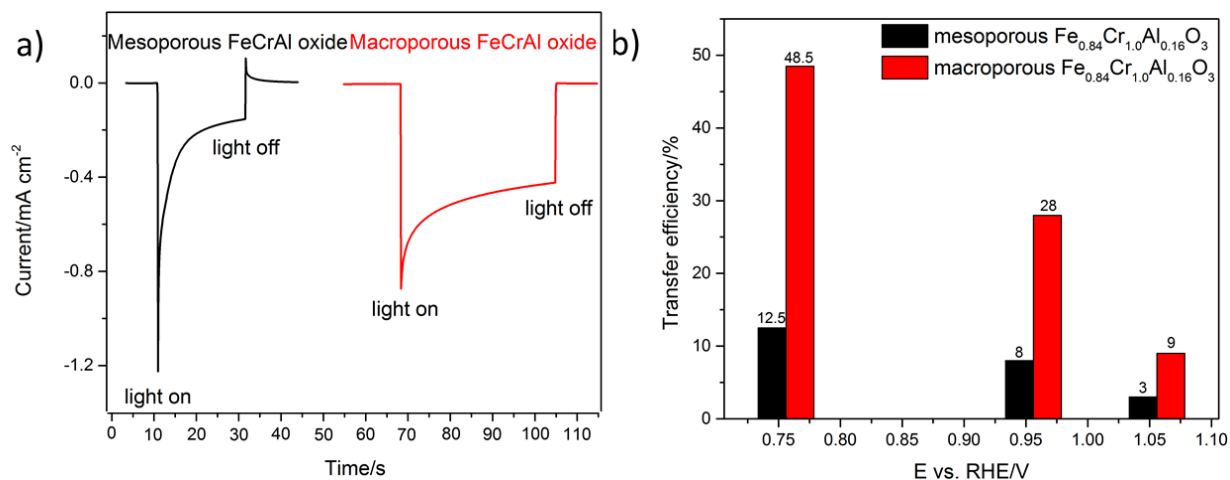 a)
Mesoporous FeCrAl oxide Macroporous FeCrAl oxide
0.0
-0.4
-0.8
-1.2
Current/mA cm⁻²
light on
light off
light on
light off
0 10 20 30 40 50 60 70 80 90 100 110
Time/s
b)
mesoporous Fe₀.₈₄Cr₁.₀Al₀.₁₆O₃
macroporous Fe₀.₈₄Cr₁.₀Al₀.₁₆O₃
50
40
30
20
10
0
Transfer efficiency/%
12.5
48.5
8
28
3
9
0.75 0.80 0.85 0.90 0.95 1.00 1.05 1.10
E vs. RHE/V